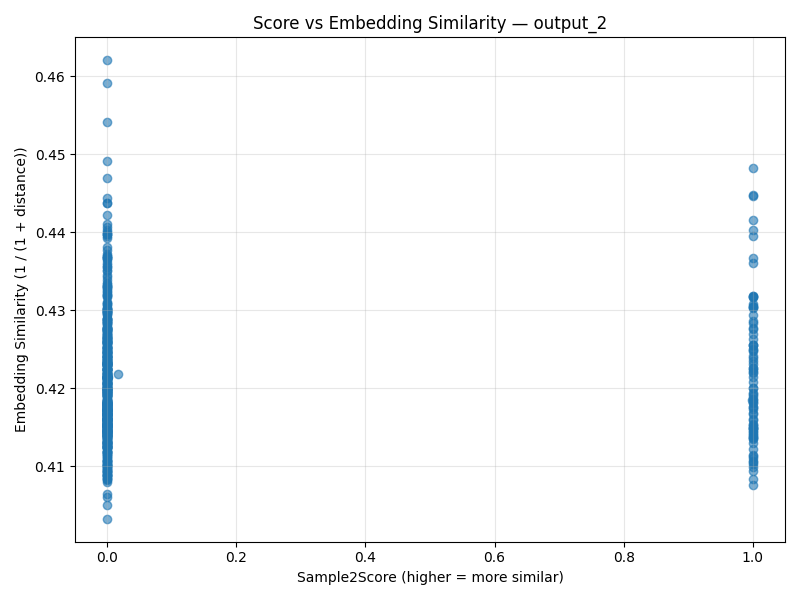 Score vs Embedding Similarity — output_2
Embedding Similarity (1 / (1 + distance))
0.46
0.45
0.44
0.43
0.42
0.41
0.0 0.2 0.4 0.6 0.8 1.0
Sample2Score (higher = more similar)